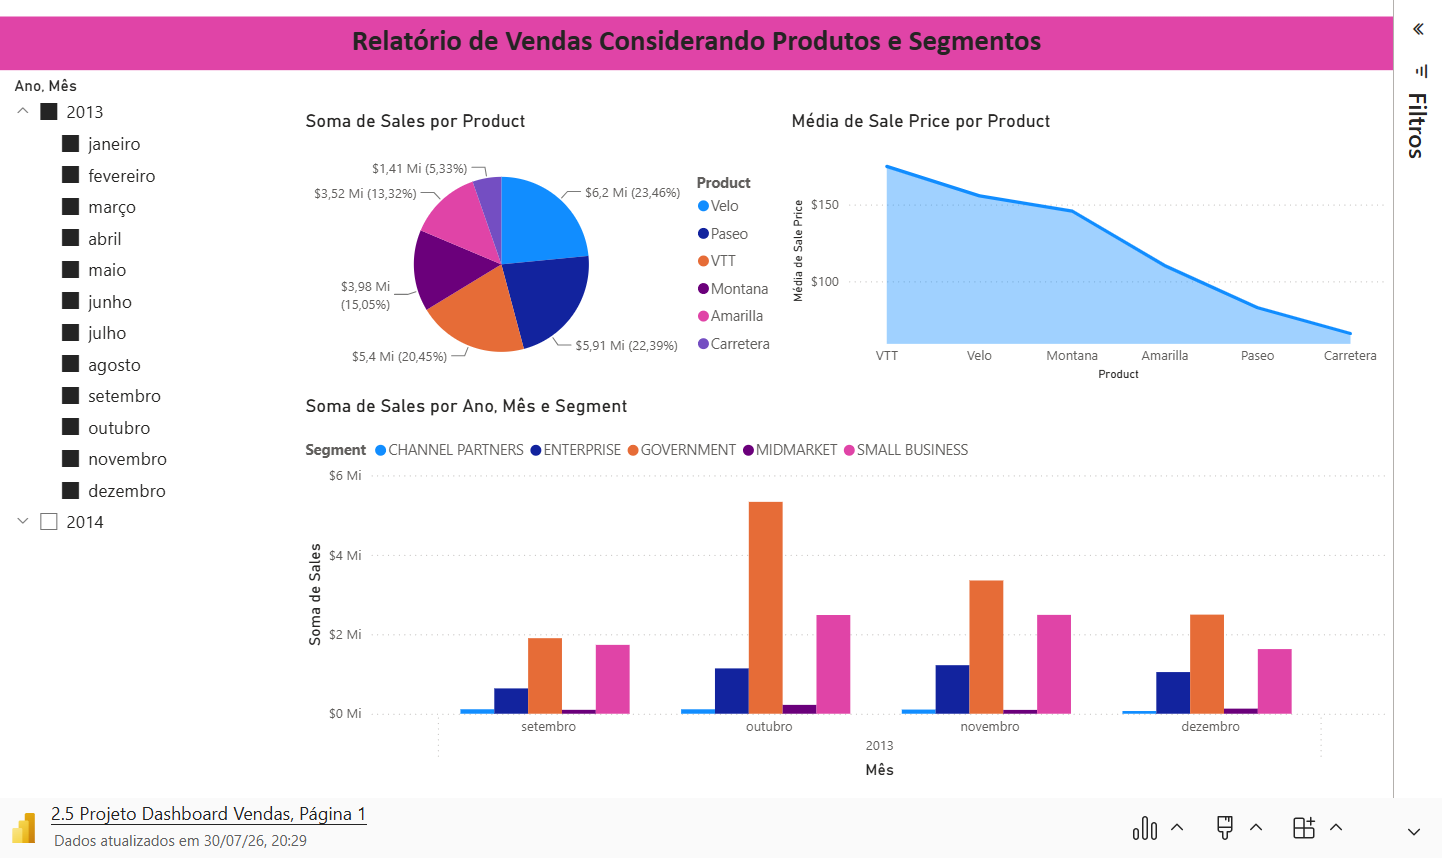 Relatório de Vendas Considerando Produtos e Segmentos
Filtros
Ano, Mês
2013
janeiro
fevereiro
março
abril
maio
junho
julho
agosto
setembro
outubro
novembro
dezembro
2014
Soma de Sales por Product
$1,41 Mi (5,33%)
$3,52 Mi (13,32%)
$6,2 Mi (23,46%)
$3,98 Mi
(15,05%)
$5,4 Mi (20,45%)
$5,91 Mi (22,39%)
Product
Velo
Paseo
VTT
Montana
Amarilla
Carretera
Média de Sale Price por Product
Média de Sale Price
$150
$100
VTT Velo Montana Amarilla Paseo Carretera
Product
Soma de Sales por Ano, Mês e Segment
Segment CHANNEL PARTNERS ENTERPRISE GOVERNMENT MIDMARKET SMALL BUSINESS
Soma de Sales
$6 Mi
$4 Mi
$2 Mi
$0 Mi
setembro outubro novembro dezembro
2013
Mês
2.5 Projeto Dashboard Vendas, Página 1
Dados atualizados em 30/07/26, 20:29